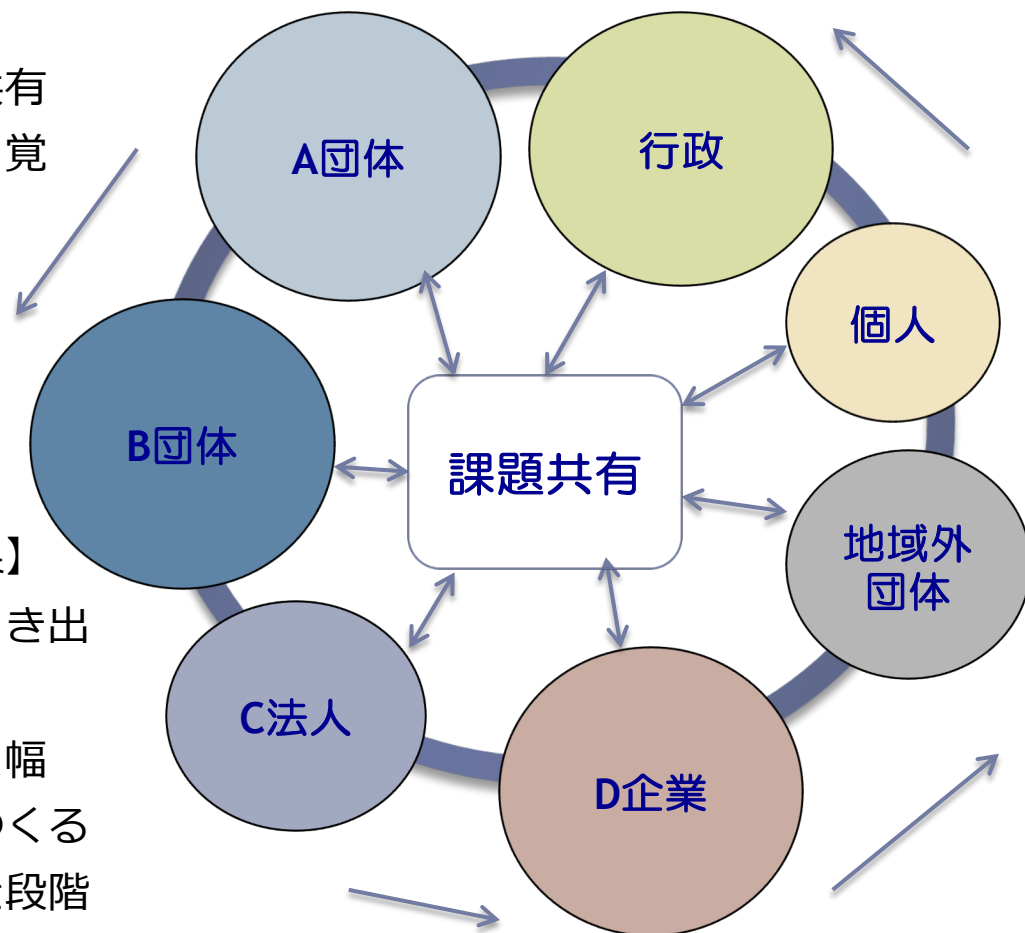 有
覚
】
き出
幅
つくる
段階
A団体
行政
個人
B団体
課題共有
地域外
団体
C法人
D企業